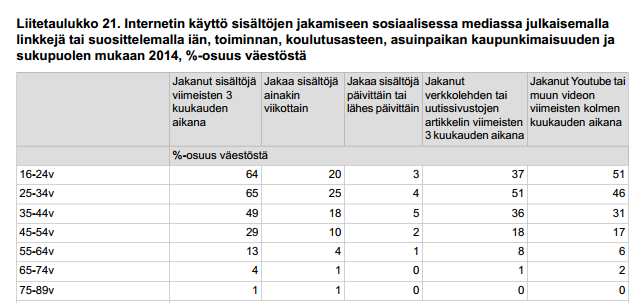 Liitetaulukko 21. Internetin käyttö sisältöjen jakamiseen sosiaalisessa mediassa julkaisemalla
linkkejä tai suosittelemalla iän, toiminnan, koulutusasteen, asuinpaikan kaupunkimaisuuden ja
sukupuolen mukaan 2014, %-osuus väestöstä
Jakanut sisältöjä viimeisten 3 kuukauden aikana
Jakaa sisältöjä ainakin viikottain
Jakaa sisältöjä päivittäin tai lähes päivittäin
Jakanut verkkolehden tai uutissivustojen artikkelin viimeisten 3 kuukauden aikana
Jakanut Youtube tai muun videon viimeisten kolmen kuukauden aikana
%-osuus väestöstä
16-24v 64 20 3 37 51
25-34v 65 25 4 51 46
35-44v 49 18 5 36 31
45-54v 29 10 2 18 17
55-64v 13 4 1 8 6
65-74v 4 1 0 1 2
75-89v 1 1 0 0 0